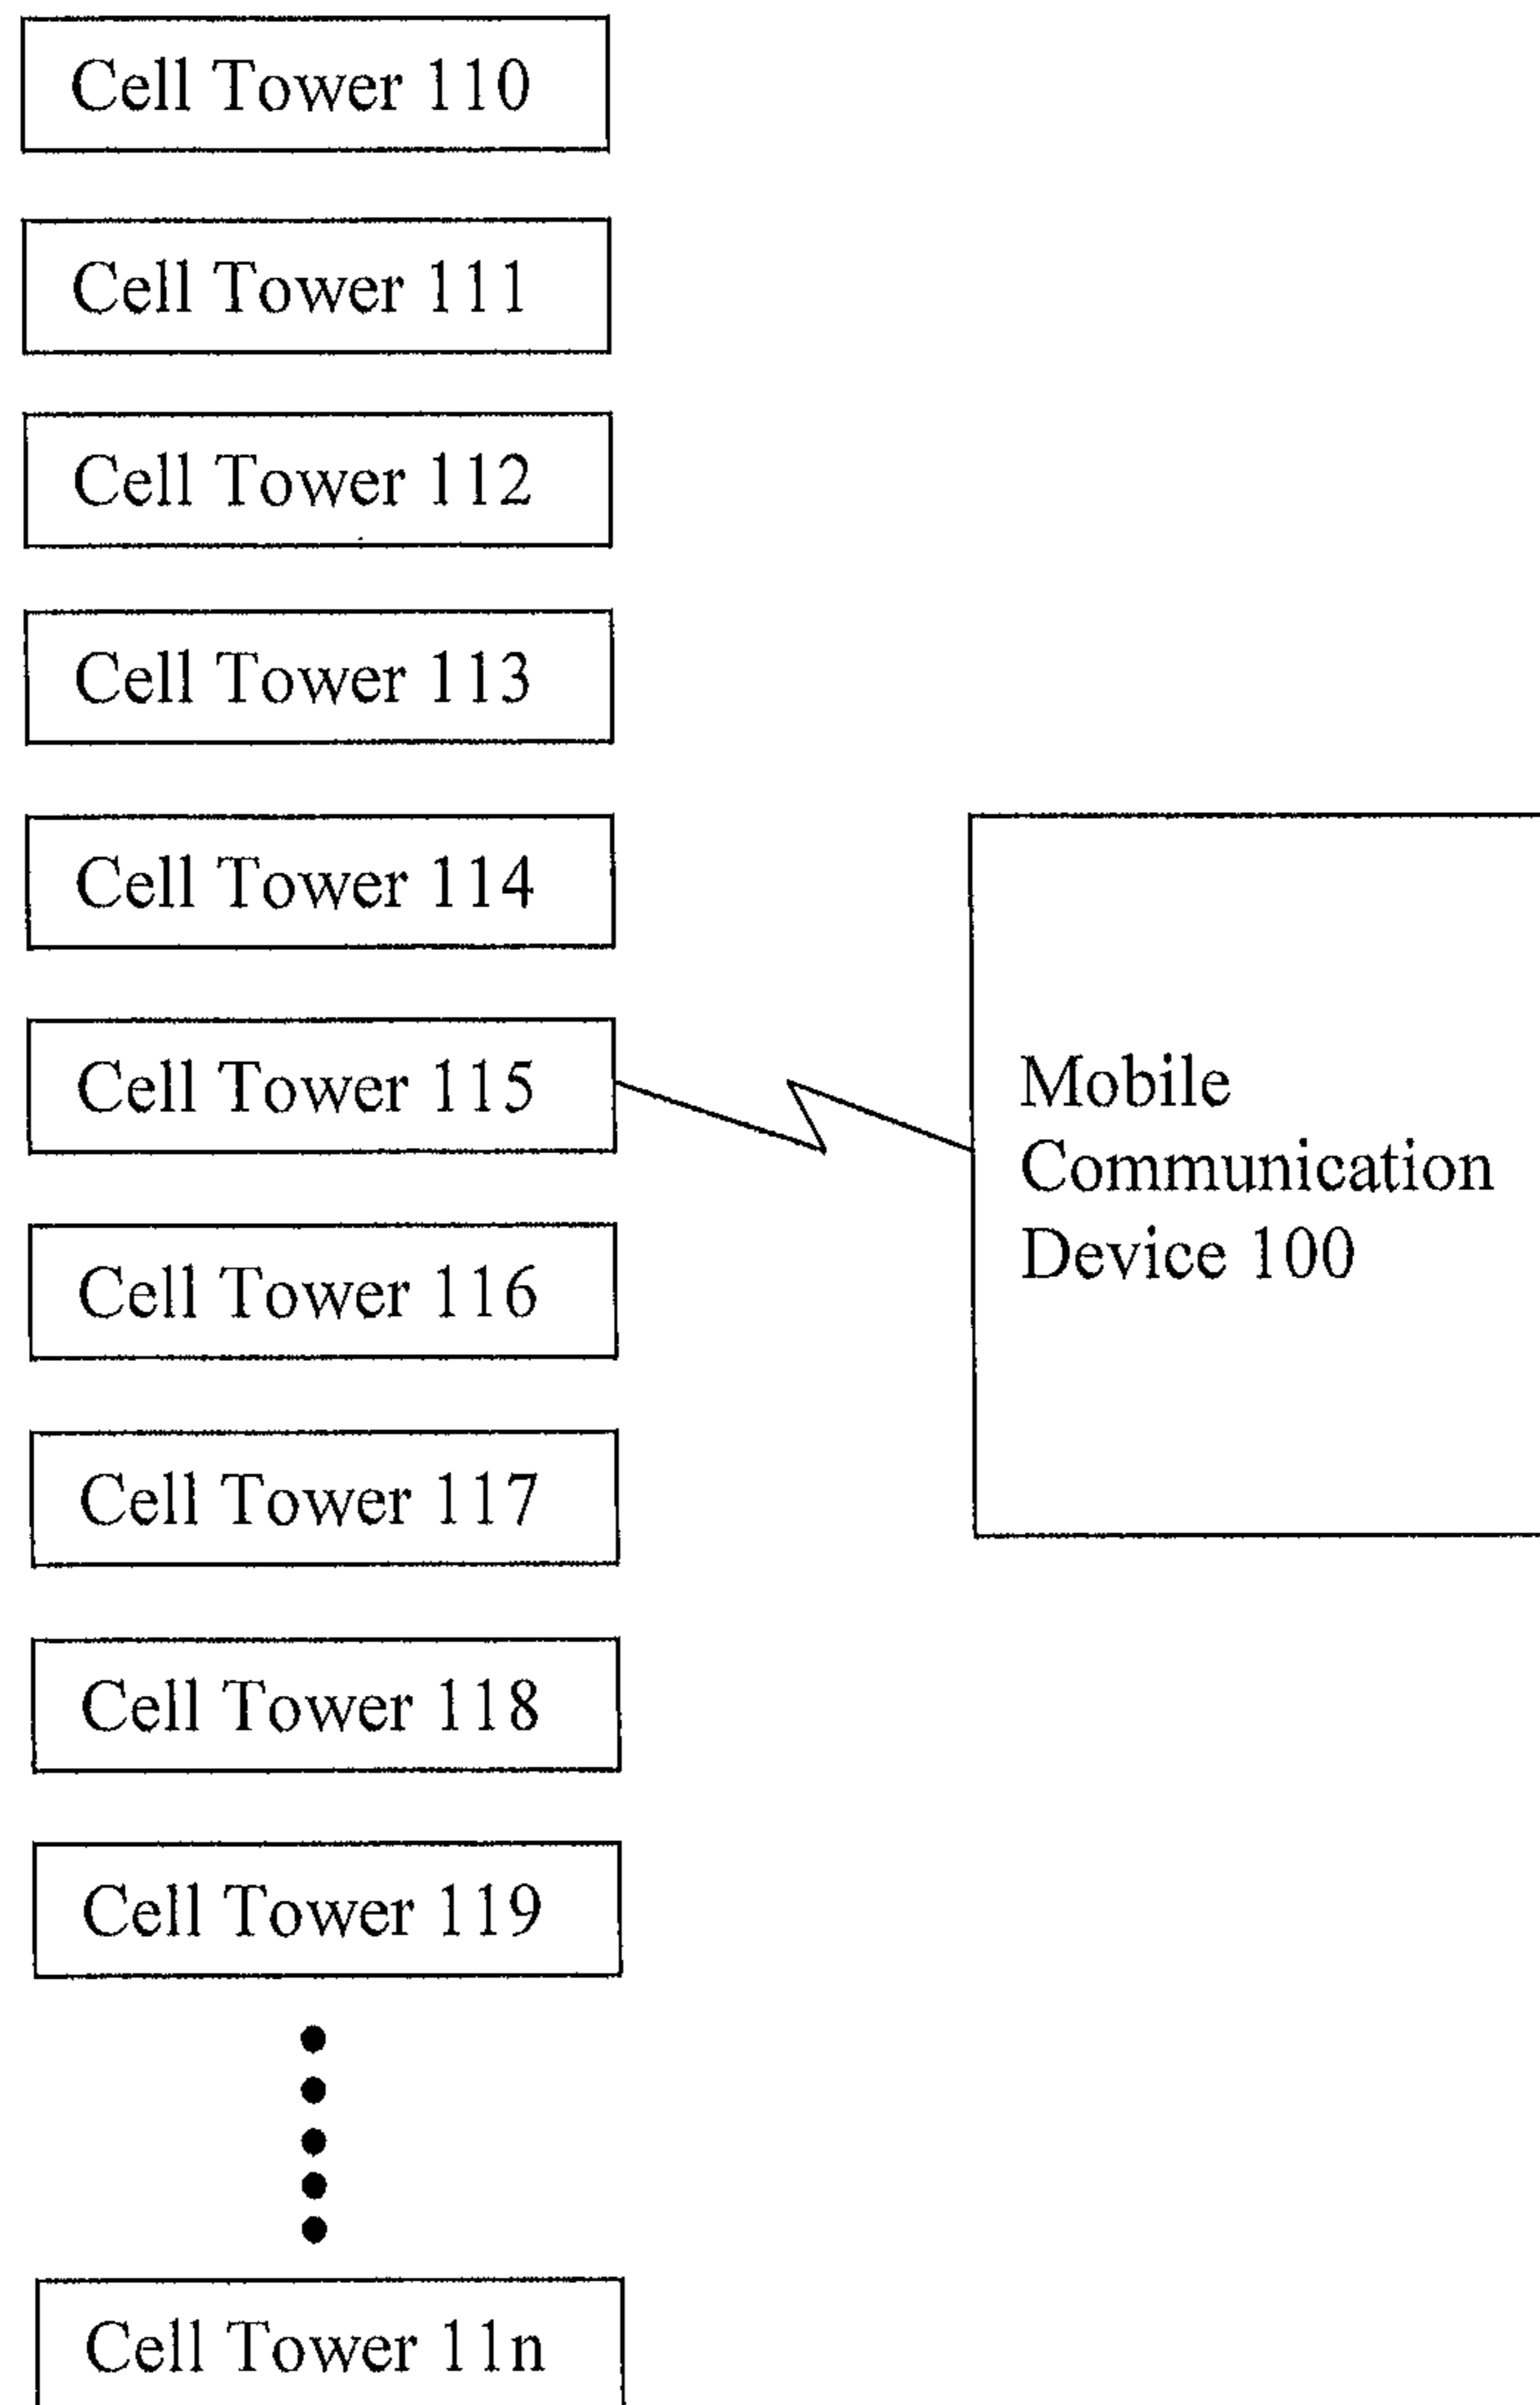 Cell Tower 110
Cell Tower 111
Cell Tower 112
Cell Tower 113
Cell Tower 114
Cell Tower 115
Cell Tower 116
Cell Tower 117
Cell Tower 118
Cell Tower 119
Cell Tower 11n
Mobile
Communication
Device 100